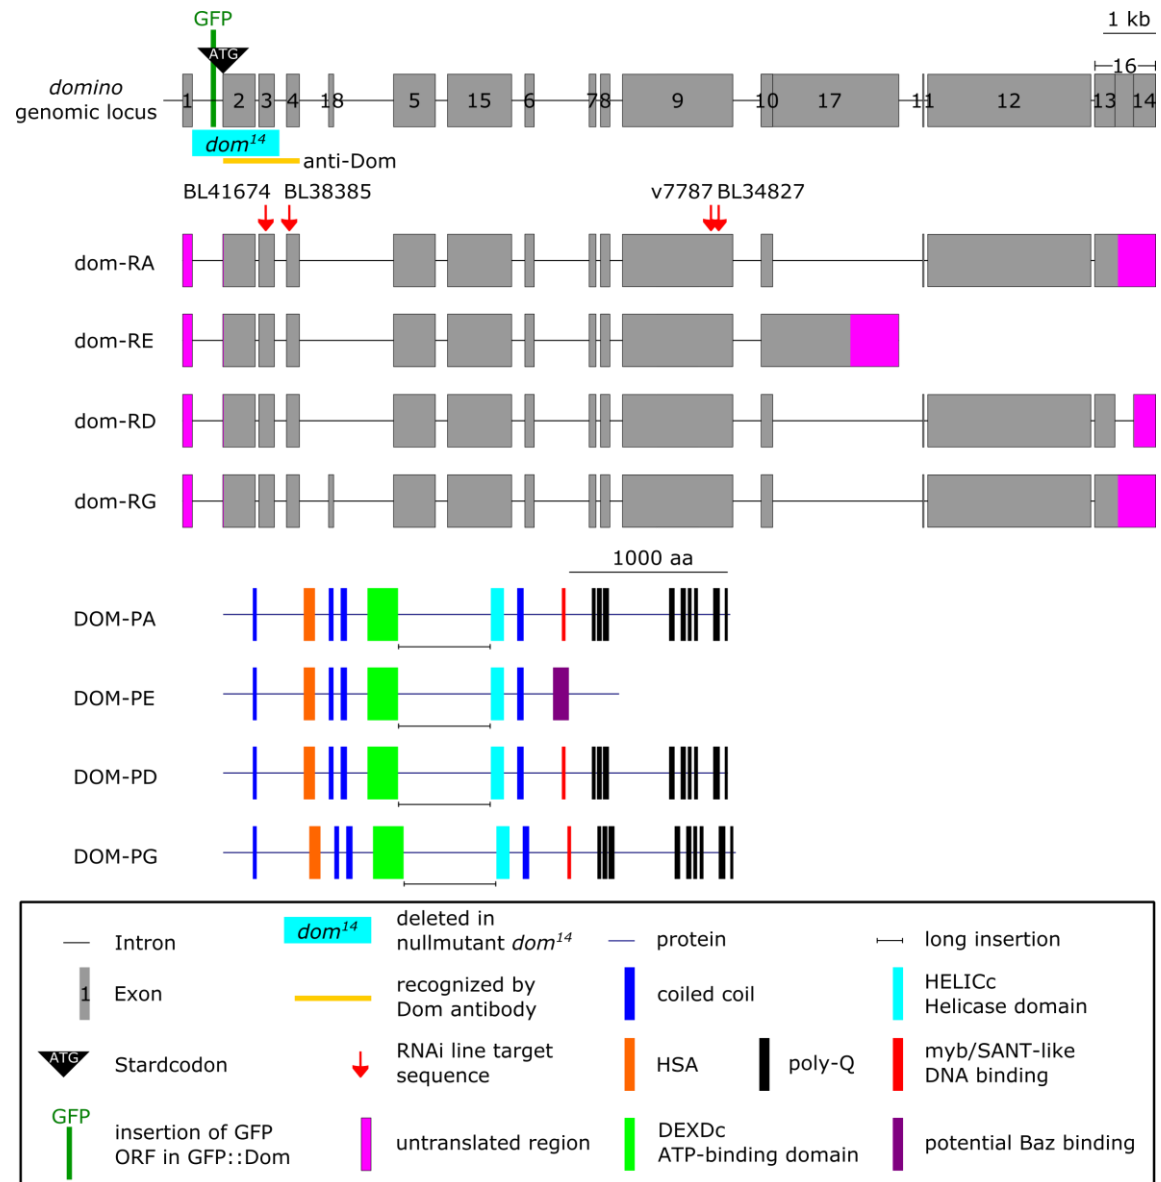 GFP
1 kb
ATG
domino
genomic locus
1 2 3 4 18 5 15 6 7 8 9 10 17 11 12 13 14
16
dom14
anti-Dom
BL41674 BL38385 v7787 BL34827
dom-RA
dom-RE
dom-RD
dom-RG
1000 aa
DOM-PA
DOM-PE
DOM-PD
DOM-PG
Intron
dom14
deleted in
nullmutant dom14
protein
long insertion
1
Exon
recognized by
Dom antibody
coiled coil
HELICc
Helicase domain
ATG
Stardcodon
RNAi line target
sequence
HSA
poly-Q
myb/SANT-like
DNA binding
GFP
insertion of GFP
ORF in GFP::Dom
untranslated region
DEXDc
ATP-binding domain
potential Baz binding